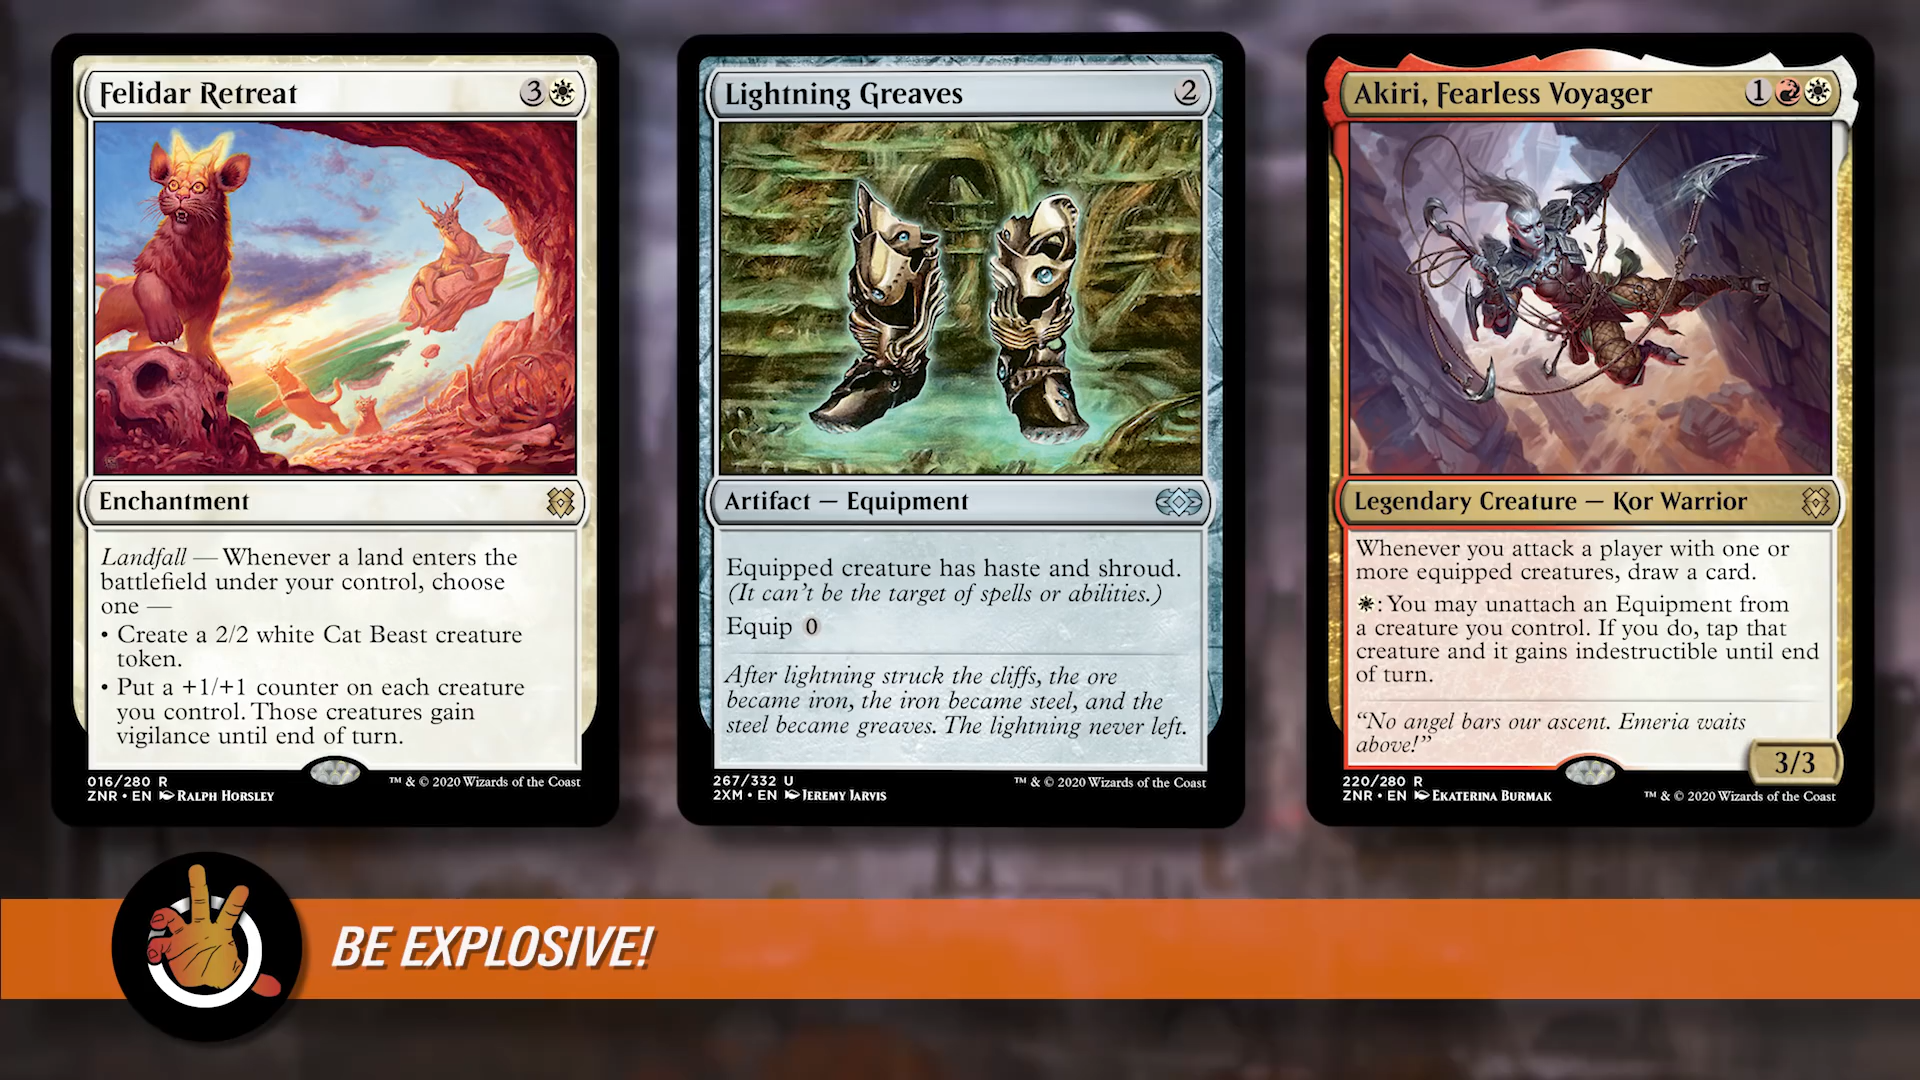 Felidar Retreat 3
Enchantment
Landfall — Whenever a land enters the
battlefield under your control, choose
one —
• Create a 2/2 white Cat Beast creature
token.
• Put a +1/+1 counter on each creature
you control. Those creatures gain
vigilance until end of turn.
016/280 R
ZNR • EN RALPH HORSLEY
™ & © 2020 Wizards of the Coast
Lightning Greaves 2
Artifact — Equipment
Equipped creature has haste and shroud.
(It can't be the target of spells or abilities.)
Equip 0
After lightning struck the cliffs, the ore
became iron, the iron became steel, and the
steel became greaves. The lightning never left.
267/332 U
2XM • EN JEREMY JARVIS
™ & © 2020 Wizards of the Coast
Akiri, Fearless Voyager 1
Legendary Creature — Kor Warrior
Whenever you attack a player with one or
more equipped creatures, draw a card.
: You may unattach an Equipment from
a creature you control. If you do, tap that
creature and it gains indestructible until end
of turn.
“No angel bars our ascent. Emeria waits
above!”
3/3
220/280 R
ZNR • EN EKATERINA BURMAK
™ & © 2020 Wizards of the Coast
BE EXPLOSIVE!